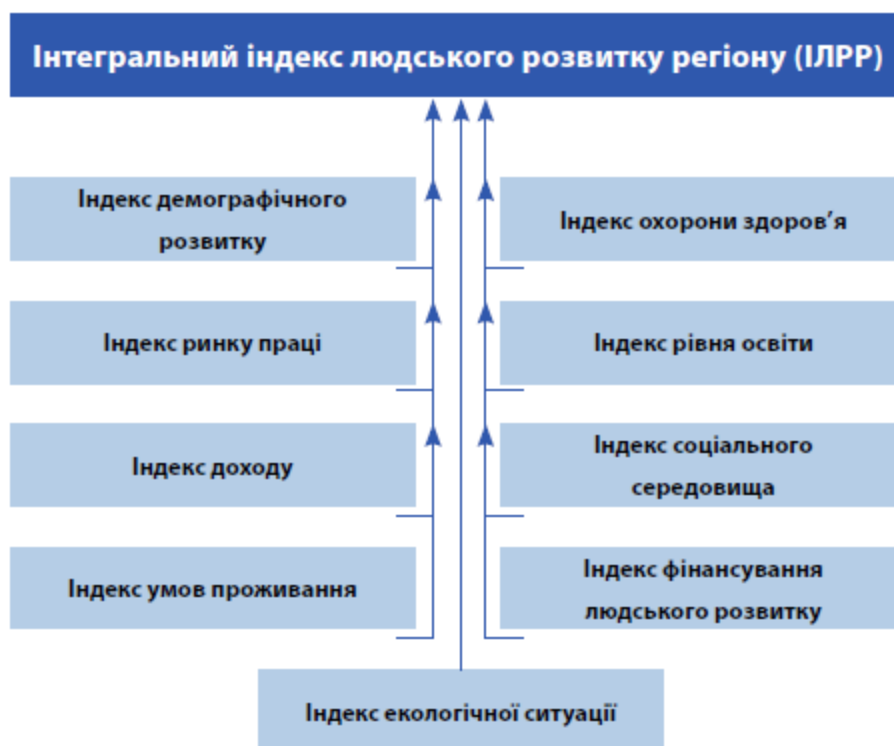 Інтегральний індекс людського розвитку регіону (ІЛРР)
Індекс демографічного
розвитку
Індекс охорони здоров’я
Індекс ринку праці
Індекс рівня освіти
Індекс доходу
Індекс соціального
середовища
Індекс умов проживання
Індекс фінансування
людського розвитку
Індекс екологічної ситуації